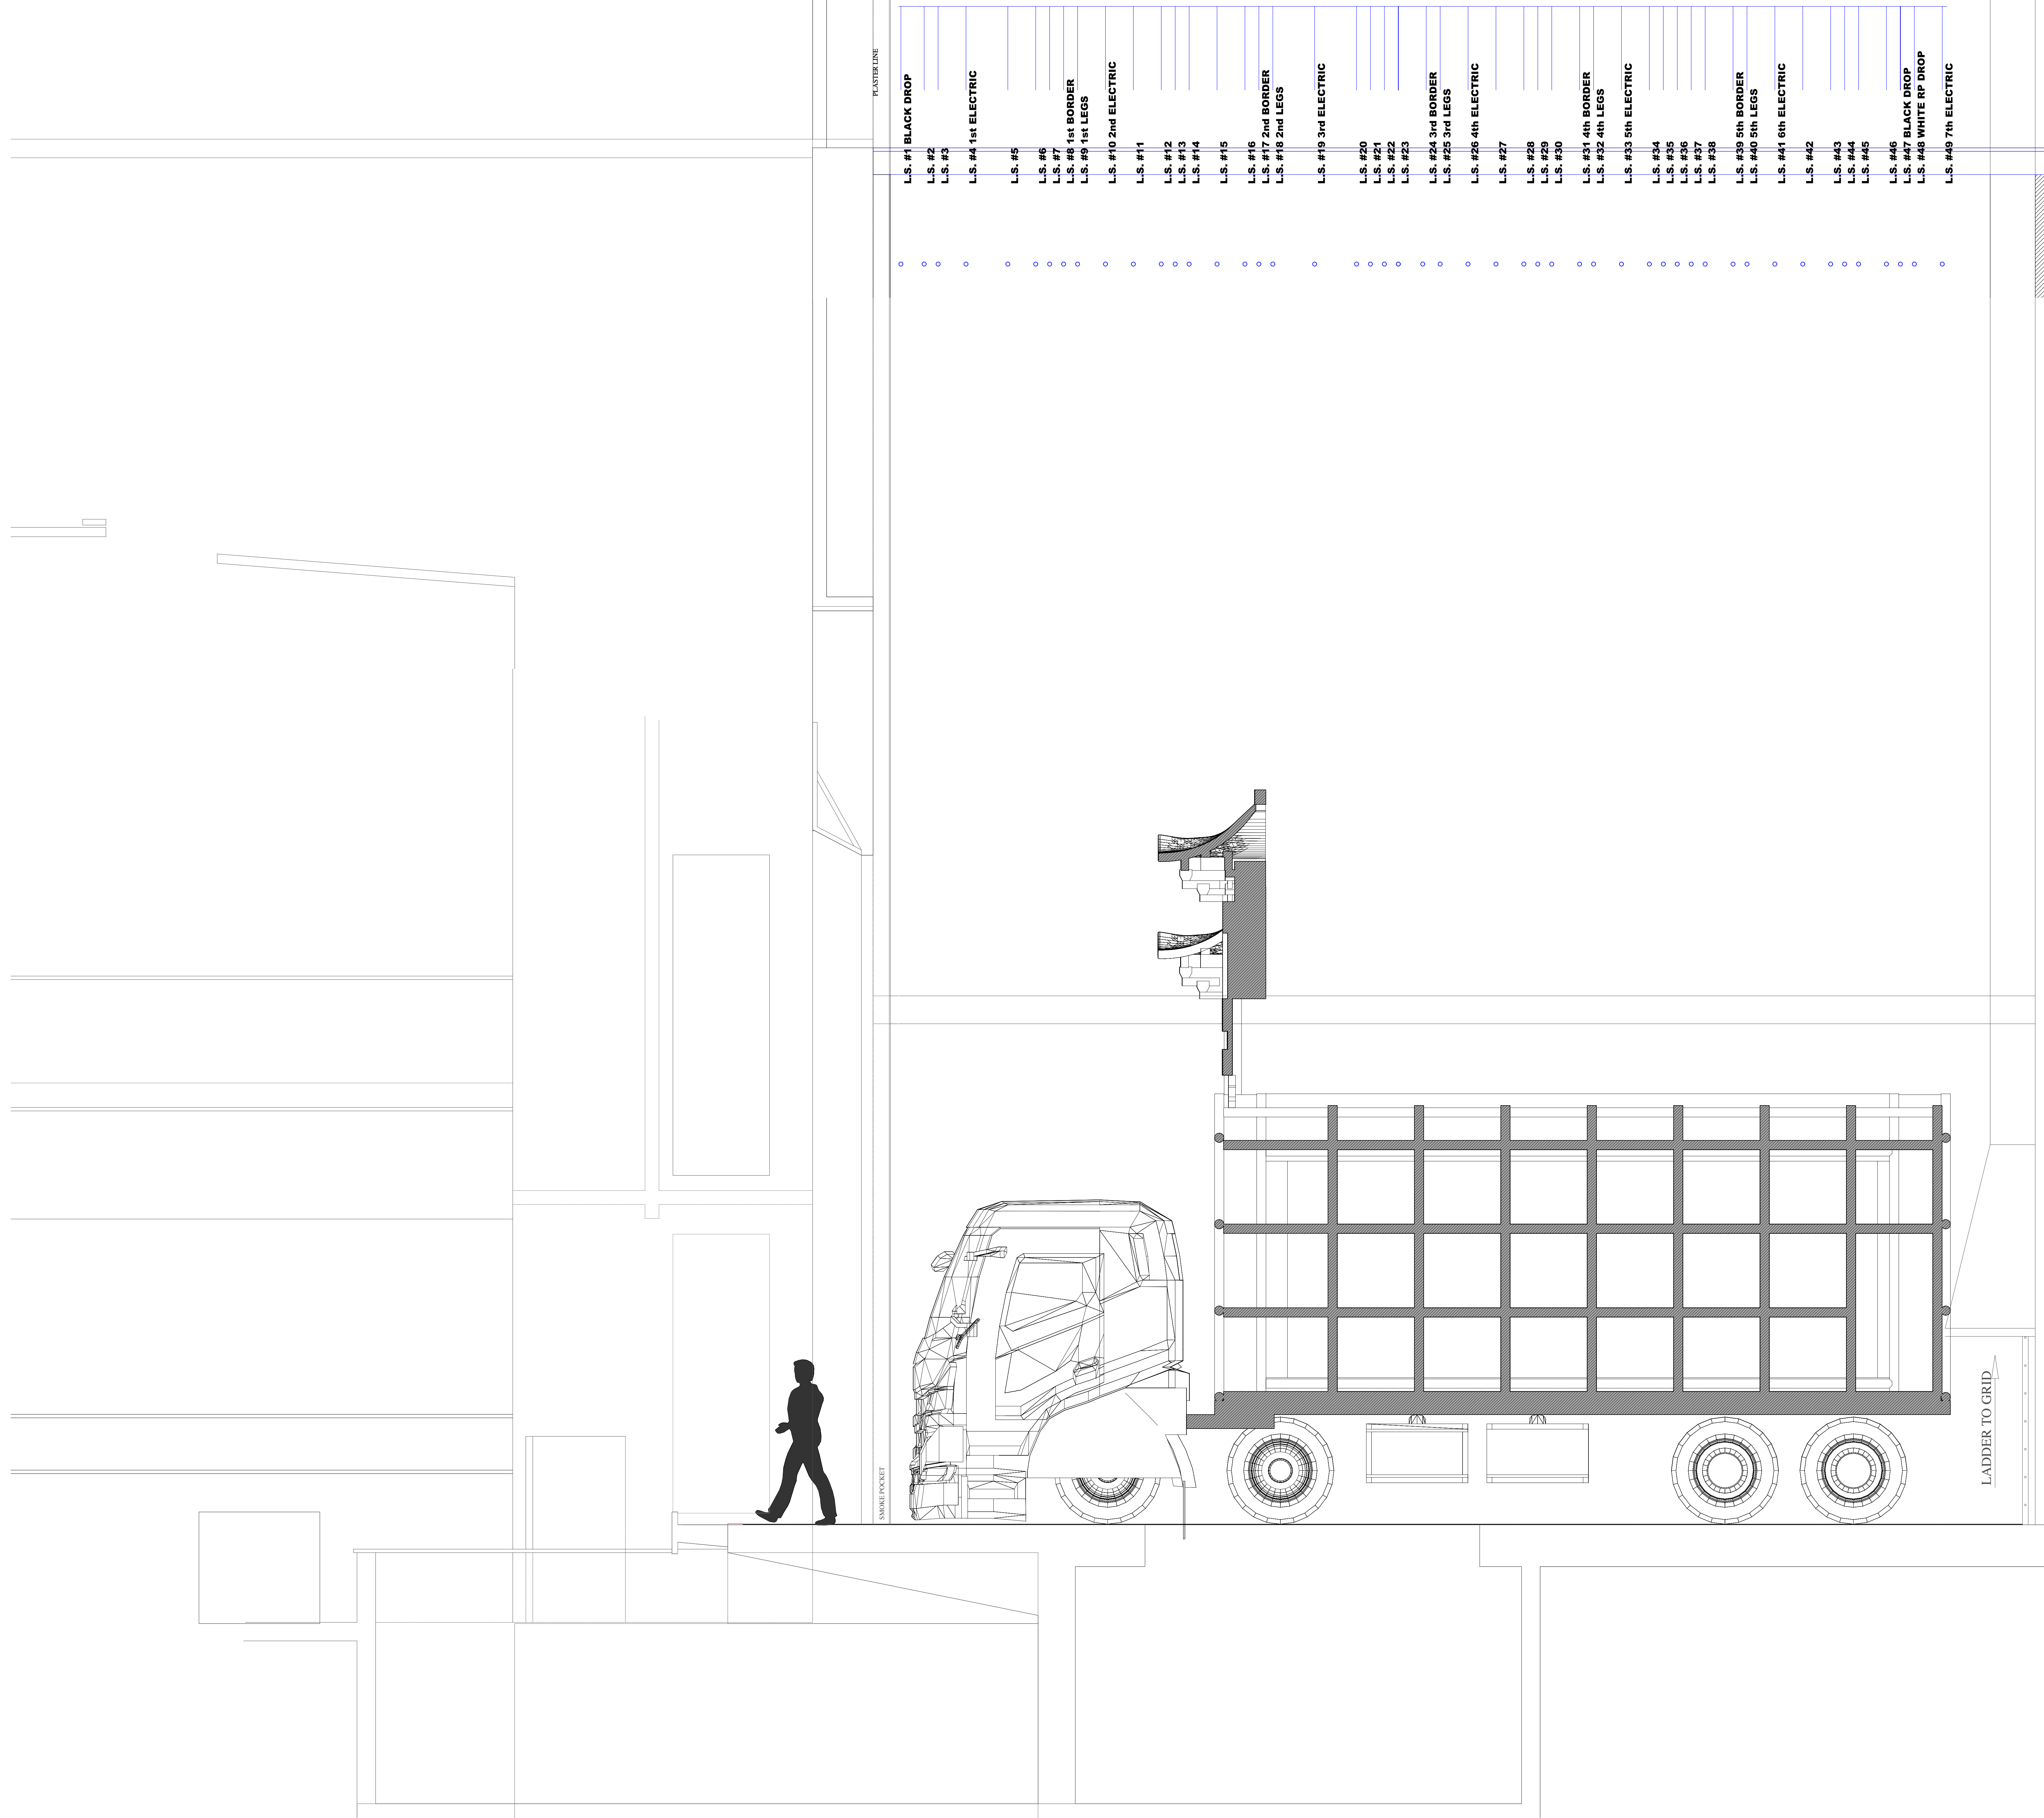 PLASTER LINE
L.S. #1 BLACK DROP
L.S. #2
L.S. #3
L.S. #4 1st ELECTRIC
L.S. #5
L.S. #6
L.S. #7
L.S. #8 1st BORDER
L.S. #9 1st LEGS
L.S. #10 2nd ELECTRIC
L.S. #11
L.S. #12
L.S. #13
L.S. #14
L.S. #15
L.S. #16
L.S. #17 2nd BORDER
L.S. #18 2nd LEGS
L.S. #19 3rd ELECTRIC
L.S. #20
L.S. #21
L.S. #22
L.S. #23
L.S. #24 3rd BORDER
L.S. #25 3rd LEGS
L.S. #26 4th ELECTRIC
L.S. #27
L.S. #28
L.S. #29
L.S. #30
L.S. #31 4th BORDER
L.S. #32 4th LEGS
L.S. #33 5th ELECTRIC
L.S. #34
L.S. #35
L.S. #36
L.S. #37
L.S. #38
L.S. #39 5th BORDER
L.S. #40 5th LEGS
L.S. #41 6th ELECTRIC
L.S. #42
L.S. #43
L.S. #44
L.S. #45
L.S. #46
L.S. #47 BLACK DROP
L.S. #48 WHITE RP DROP
L.S. #49 7th ELECTRIC
SMOKE POCKET
LADDER TO GRID